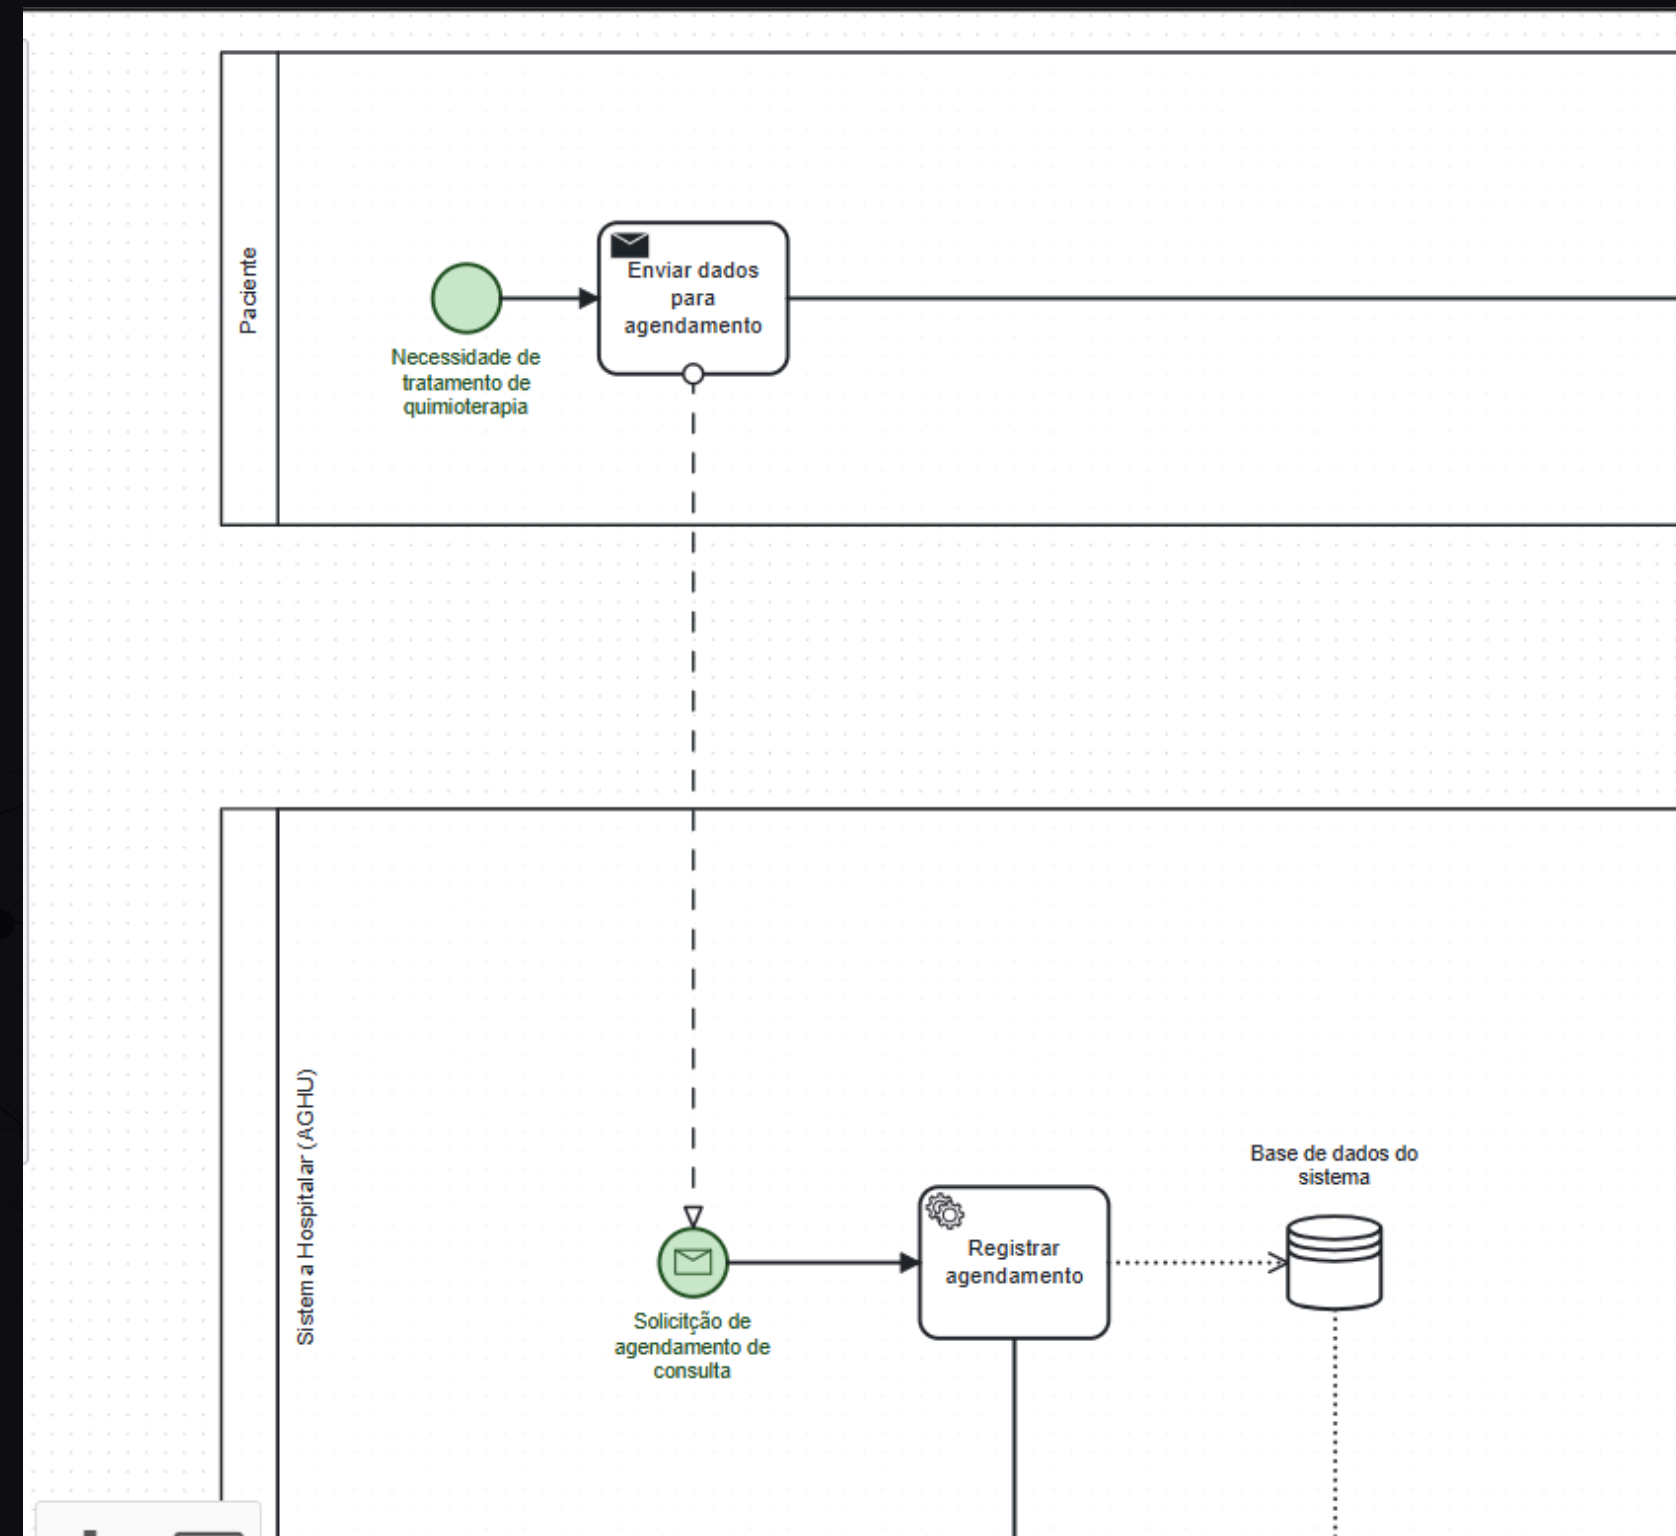 Paciente
Enviar dados
para
agendamento
Necessidade de
tratamento de
quimioterapia
Sistema Hospitalar (AGHU)
Base de dados do
sistema
Registrar
agendamento
Solicitção de
agendamento de
consulta